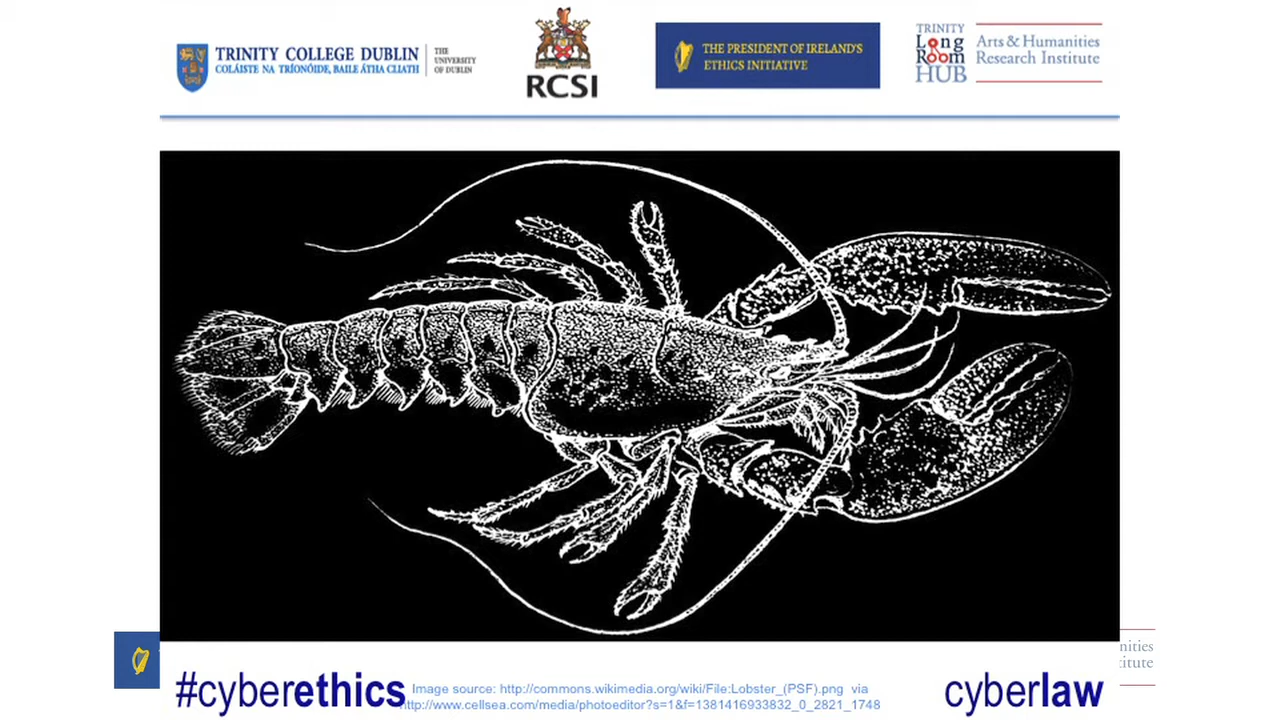 TRINITY COLLEGE DUBLIN
COLÁISTE NA TRÍONÓIDE, BAILE ÁTHA CLIATH
THE
UNIVERSITY
OF DUBLIN
RCSI
THE PRESIDENT OF IRELAND'S
ETHICS INITIATIVE
TRINITY
Long
Room
HUB
Arts & Humanities
Research Institute
nities
titute
#cyberethics
Image source: http://commons.wikimedia.org/wiki/File:Lobster_(PSF).png via
http://www.cellsea.com/media/photoeditor?s=1&f=1381416933832_0_2821_1748
cyberlaw